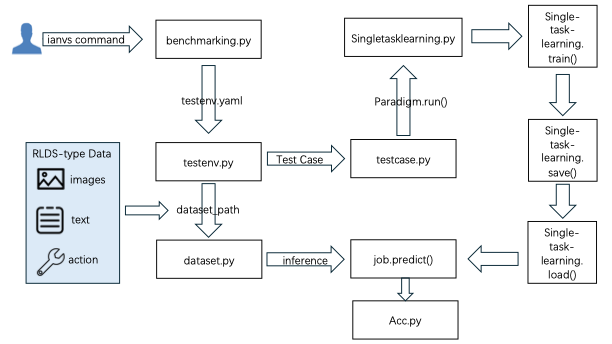 ianvs command
benchmarking.py
Singletasklearning.py
Single-
task-
learning.
train()
testenv.yaml
Paradigm.run()
RLDS-type Data
images
text
action
testenv.py
Test Case
testcase.py
Single-
task-
learning.
save()
dataset_path
dataset.py
inference
job.predict()
Single-
task-
learning.
load()
Acc.py